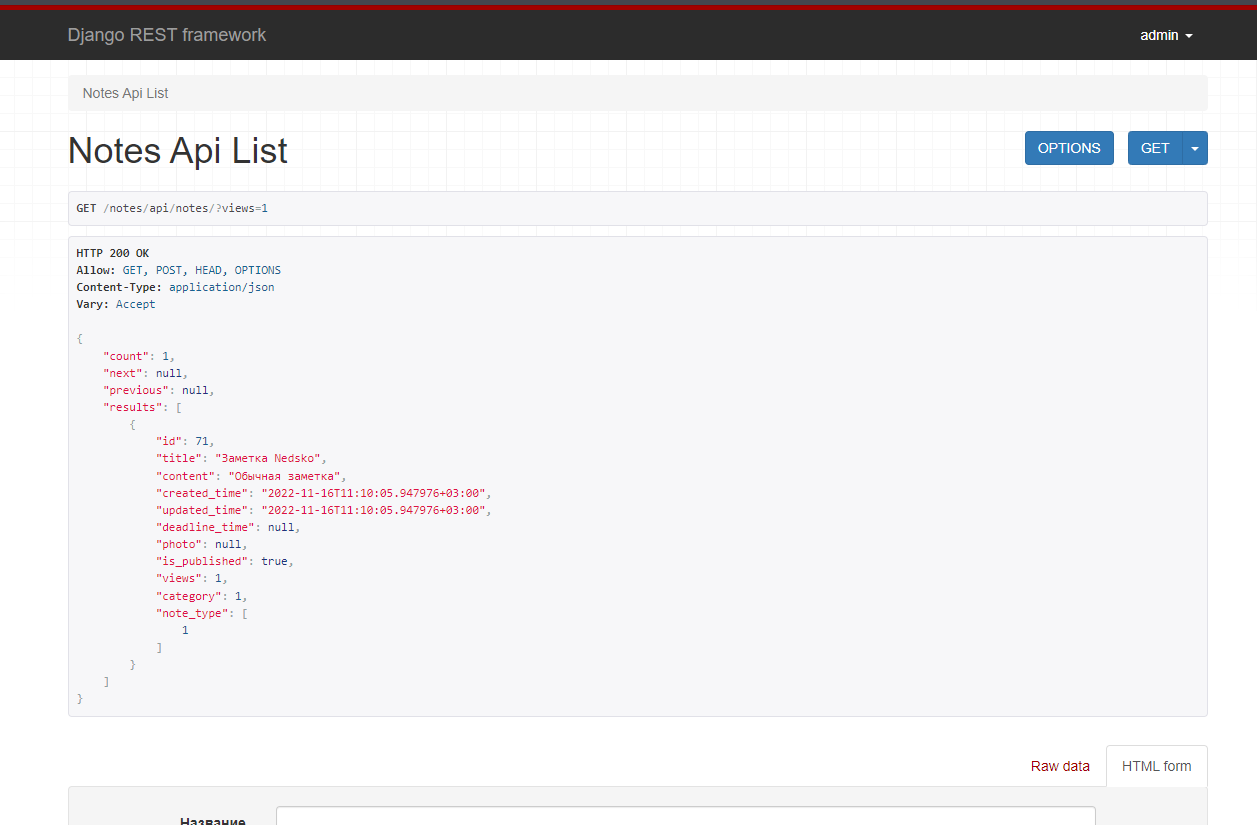 Django REST framework
admin
Notes Api List
Notes Api List
OPTIONS
GET
GET /notes/api/notes/?views=1
HTTP 200 OK
Allow: GET, POST, HEAD, OPTIONS
Content-Type: application/json
Vary: Accept
{
"count": 1,
"next": null,
"previous": null,
"results": [
{
"id": 71,
"title": "Заметка Nedsko",
"content": "Обычная заметка",
"created_time": "2022-11-16T11:10:05.947976+03:00",
"updated_time": "2022-11-16T11:10:05.947976+03:00",
"deadline_time": null,
"photo": null,
"is_published": true,
"views": 1,
"category": 1,
"note_type": [
1
]
}
]
}
Raw data
HTML form
Название